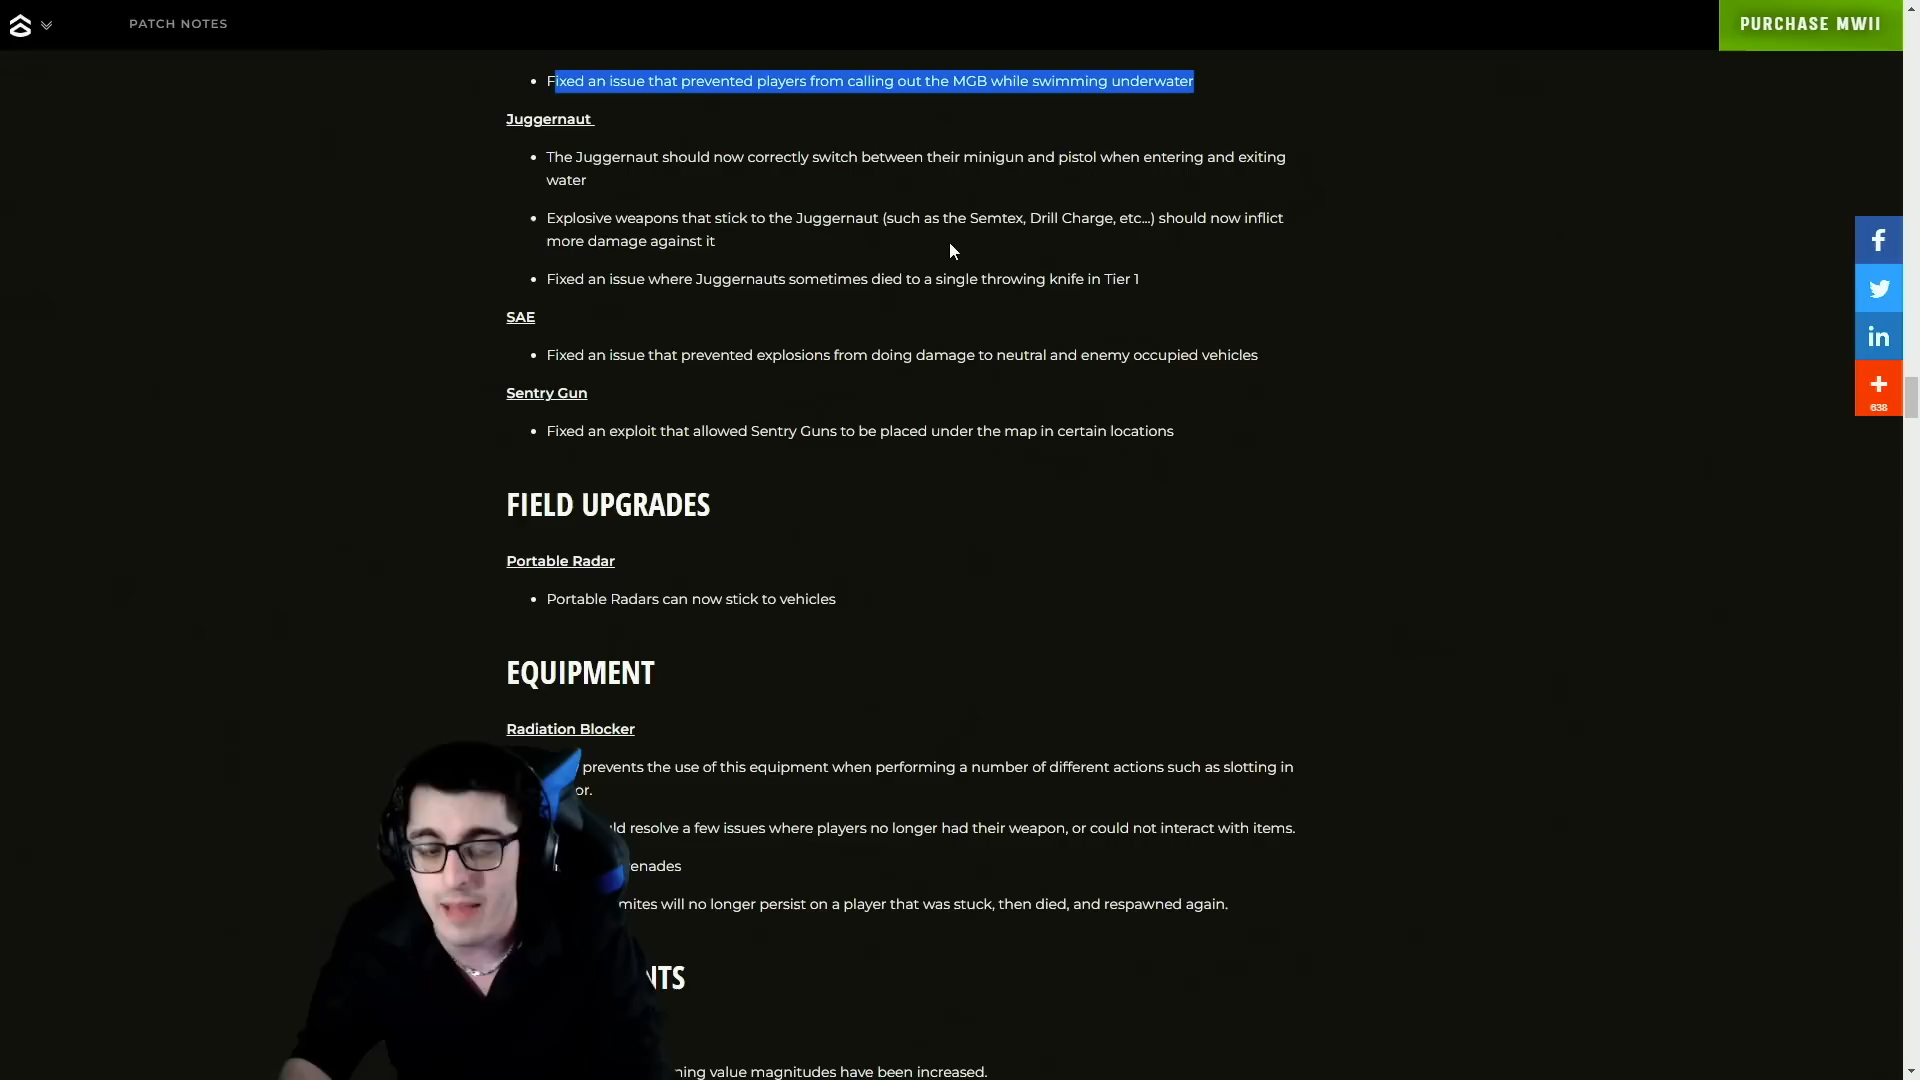 PATCH NOTES
PURCHASE MWII
Fixed an issue that prevented players from calling out the MGB while swimming underwater
Juggernaut
The Juggernaut should now correctly switch between their minigun and pistol when entering and exiting
water
Explosive weapons that stick to the Juggernaut (such as the Semtex, Drill Charge, etc...) should now inflict
more damage against it
Fixed an issue where Juggernauts sometimes died to a single throwing knife in Tier 1
SAE
Fixed an issue that prevented explosions from doing damage to neutral and enemy occupied vehicles
638
Sentry Gun
Fixed an exploit that allowed Sentry Guns to be placed under the map in certain locations
FIELD UPGRADES
Portable Radar
Portable Radars can now stick to vehicles
EQUIPMENT
Radiation Blocker
prevents the use of this equipment when performing a number of different actions such as slotting in
resolve a few issues where players no longer had their weapon, or could not interact with items.
will no longer persist on a player that was stuck, then died, and respawned again.
value magnitudes have been increased.